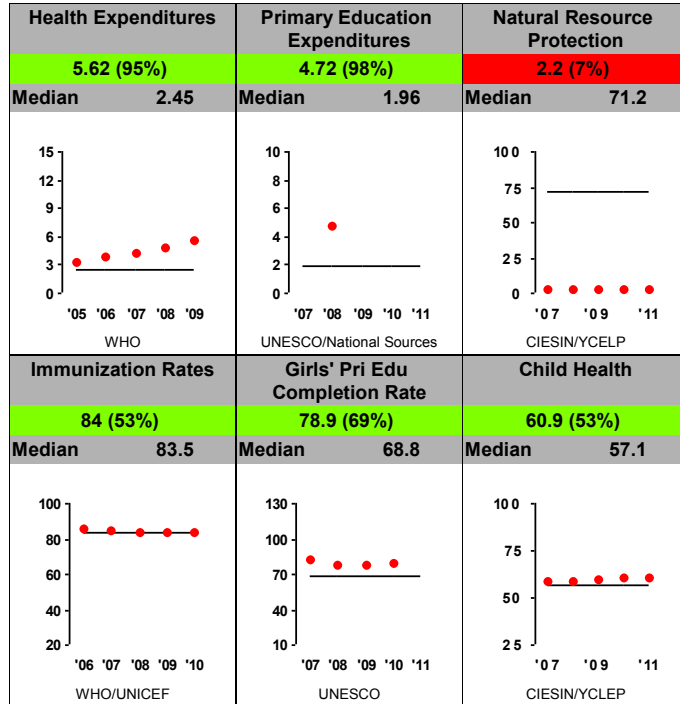 Health Expenditures
5.62 (95%)
Median 2.45
15
12
9
6
3
0
'05 '06 '07 '08 '09
WHO
Primary Education
Expenditures
4.72 (98%)
Median 1.96
10
8
6
4
2
0
'07 '08 '09 '10 '11
UNESCO/National Sources
Natural Resource
Protection
2.2 (7%)
Median 71.2
100
75
50
25
0
'07 '09 '11
CIESIN/YCELP
Immunization Rates
84 (53%)
Median 83.5
100
80
60
40
20
'06 '07 '08 '09 '10
WHO/UNICEF
Girls' Pri Edu
Completion Rate
78.9 (69%)
Median 68.8
130
100
70
40
10
'07 '08 '09 '10 '11
UNESCO
Child Health
60.9 (53%)
Median 57.1
100
75
50
25
'07 '09 '11
CIESIN/YCLEP